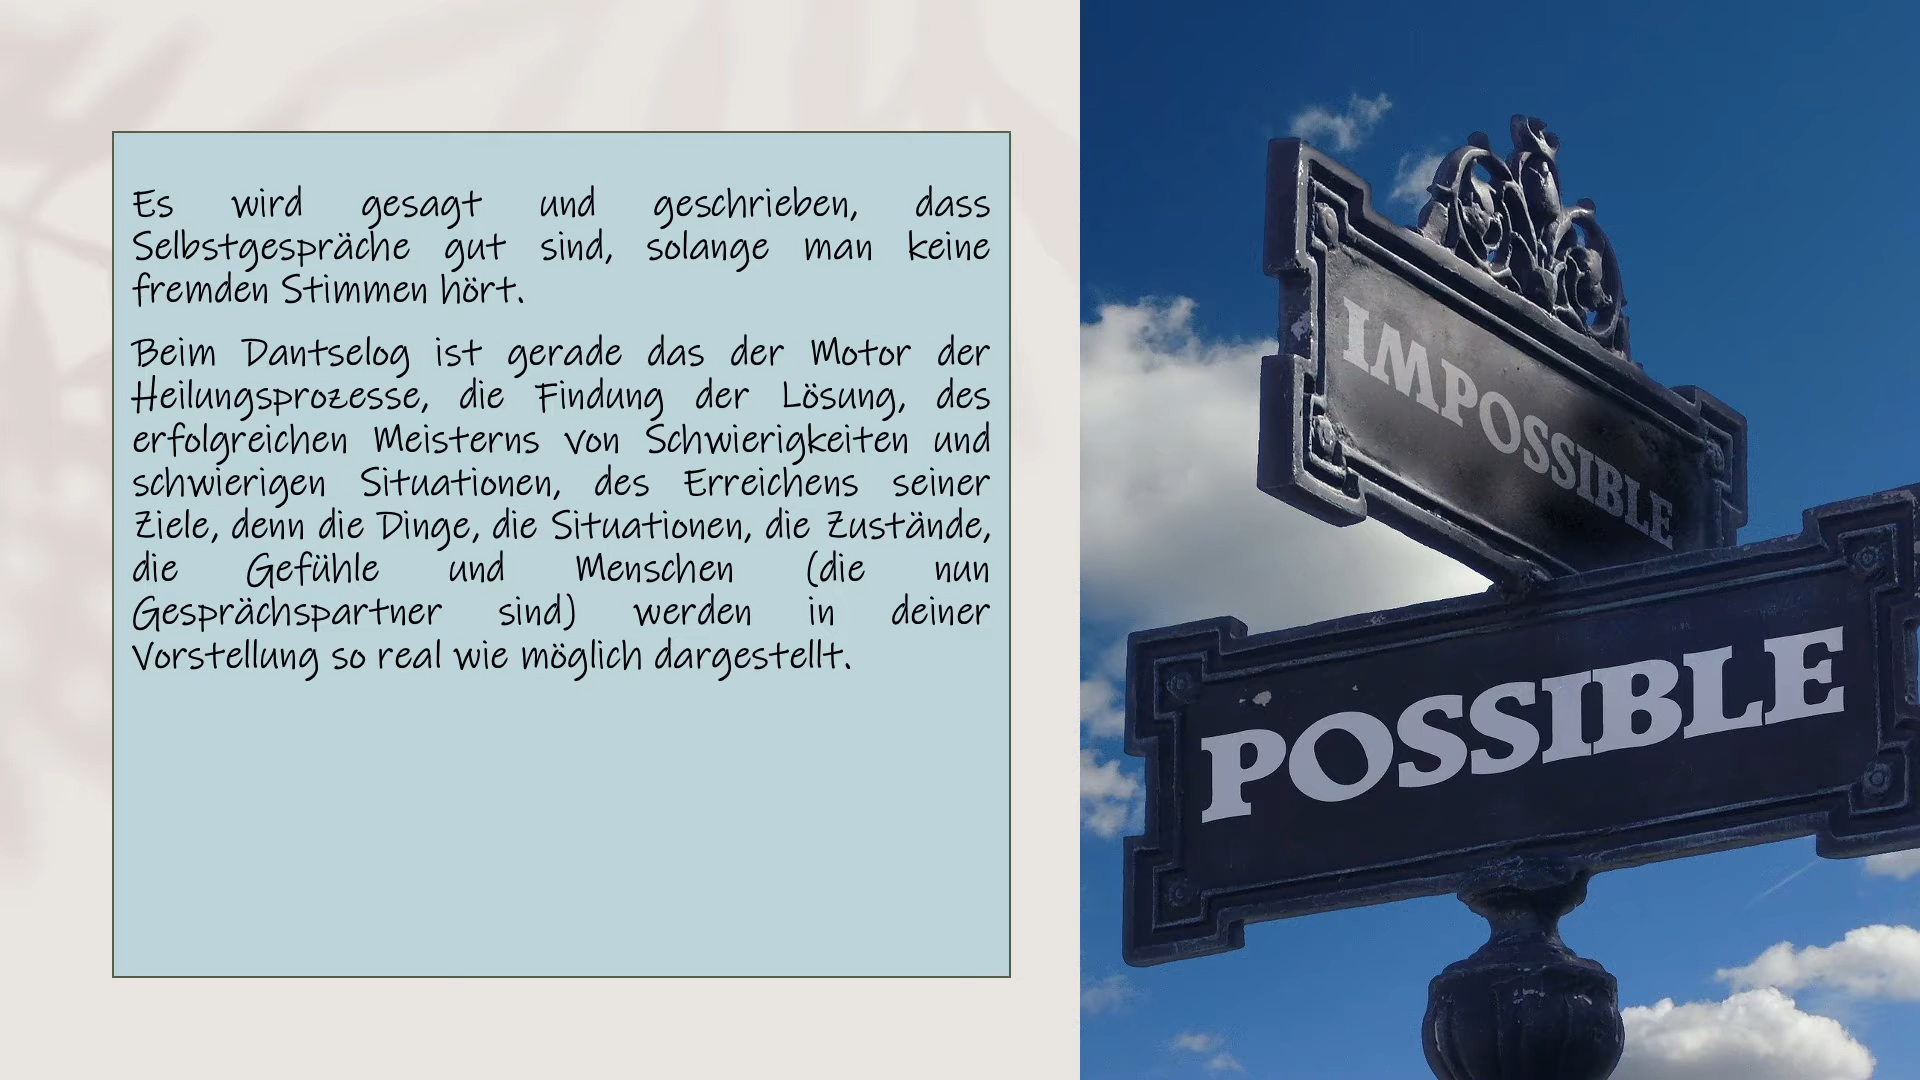 Es wird gesagt und geschrieben, dass
Selbstgespräche gut sind, solange man keine
fremden Stimmen hört.
Beim Dantselog ist gerade das der Motor der
Heilungsprozesse, die Findung der Lösung, des
erfolgreichen Meisterns von Schwierigkeiten und
schwierigen Situationen, des Erreichens seiner
Ziele, denn die Dinge, die Situationen, die Zustände,
die Gefühle und Menschen (die nun
Gesprächspartner sind) werden in deiner
Vorstellung so real wie möglich dargestellt.
IMPOSSIBLE
POSSIBLE